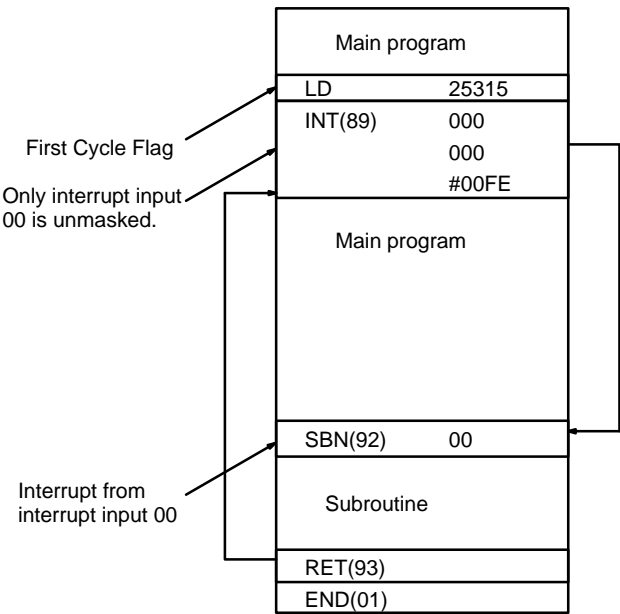 Main program
LD 25315
First Cycle Flag
INT(89) 000
000
#00FE
Only interrupt input
00 is unmasked.
Main program
SBN(92) 00
Interrupt from
interrupt input 00
Subroutine
RET(93)
END(01)